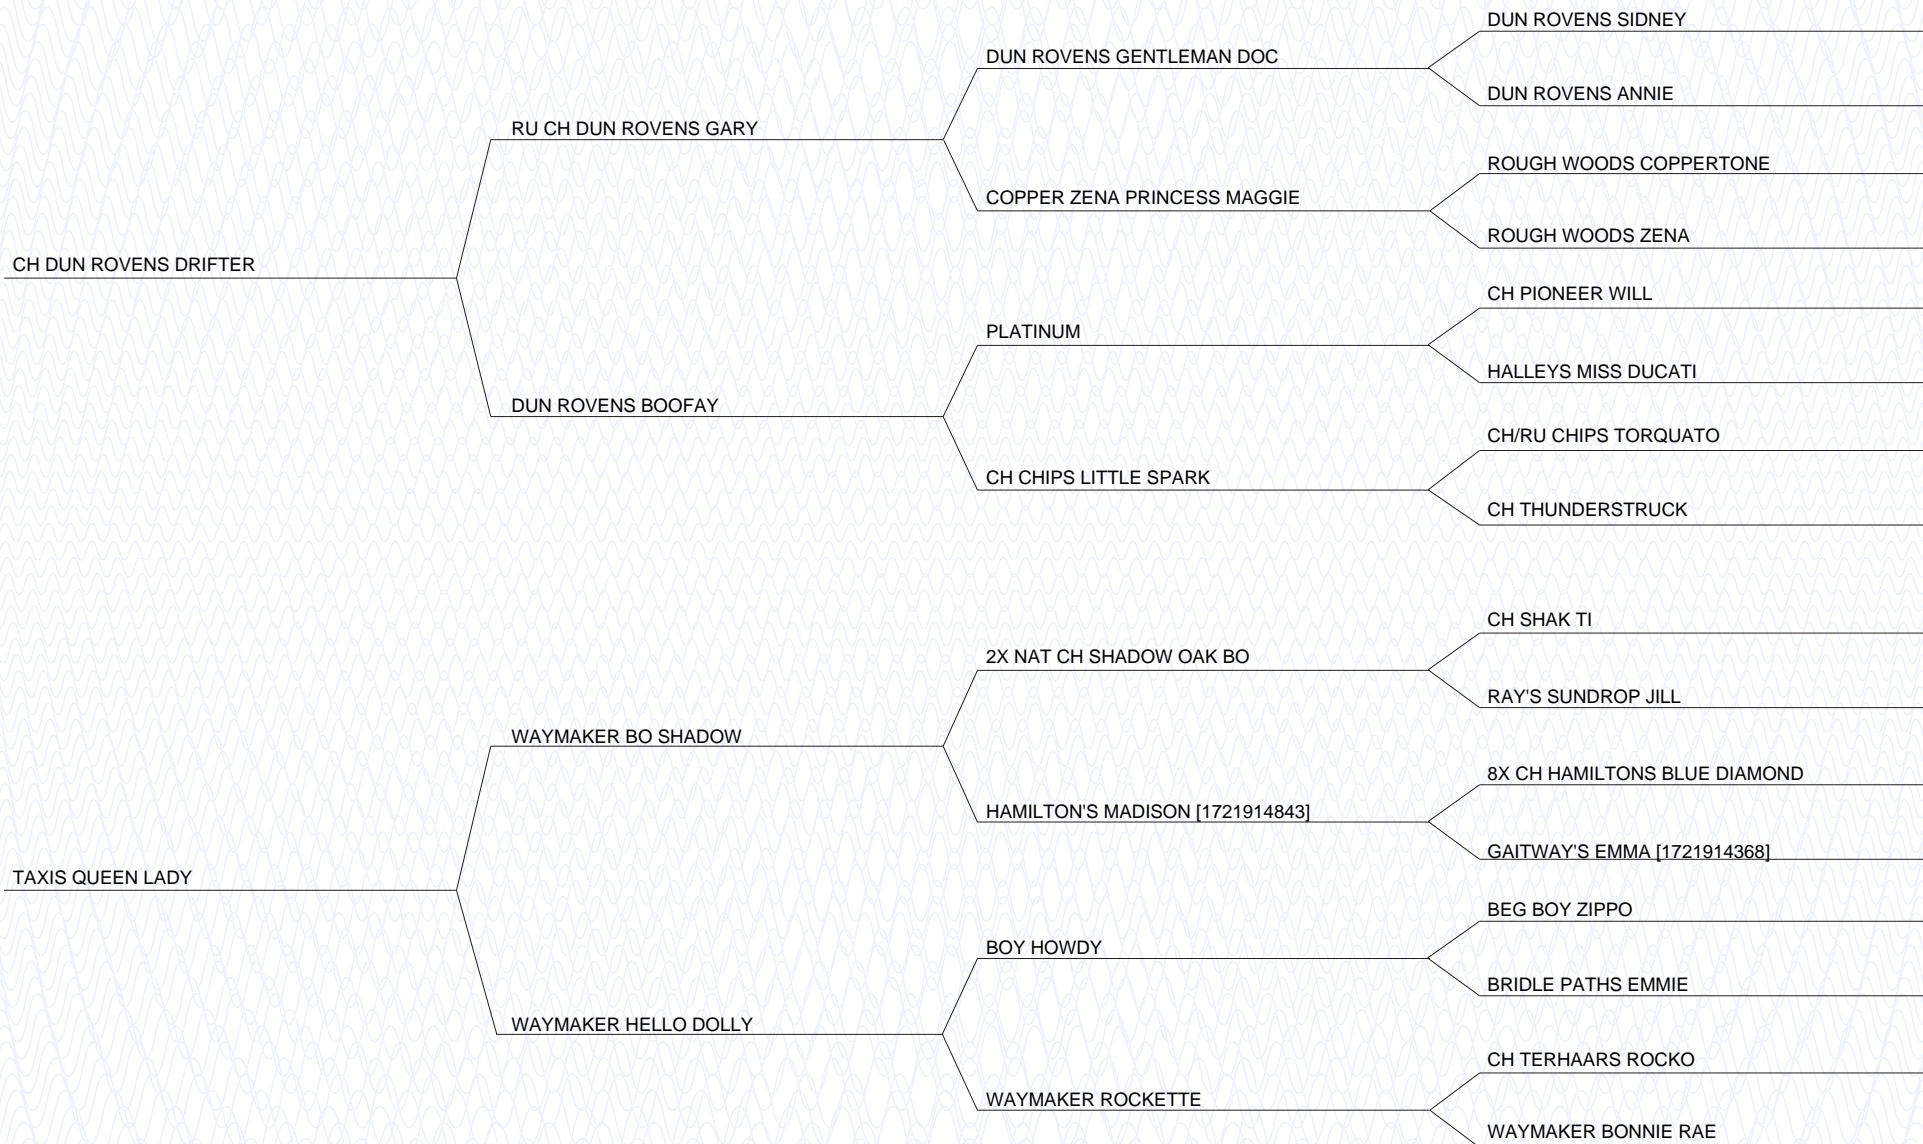 DUN ROVENS SIDNEY
DUN ROVENS GENTLEMAN DOC
DUN ROVENS ANNIE
RU CH DUN ROVENS GARY
ROUGH WOODS COPPERTONE
COPPER ZENA PRINCESS MAGGIE
ROUGH WOODS ZENA
CH DUN ROVENS DRIFTER
CH PIONEER WILL
PLATINUM
HALLEYS MISS DUCATI
DUN ROVENS BOOFAY
CH/RU CHIPS TORQUATO
CH CHIPS LITTLE SPARK
CH THUNDERSTRUCK
CH SHAK TI
2X NAT CH SHADOW OAK BO
RAY'S SUNDROP JILL
WAYMAKER BO SHADOW
8X CH HAMILTONS BLUE DIAMOND
HAMILTON'S MADISON [1721914843]
GAITWAY'S EMMA [1721914368]
TAXIS QUEEN LADY
BEG BOY ZIPPO
BOY HOWDY
BRIDLE PATHS EMMIE
WAYMAKER HELLO DOLLY
CH TERHAARS ROCKO
WAYMAKER ROCKETTE
WAYMAKER BONNIE RAE